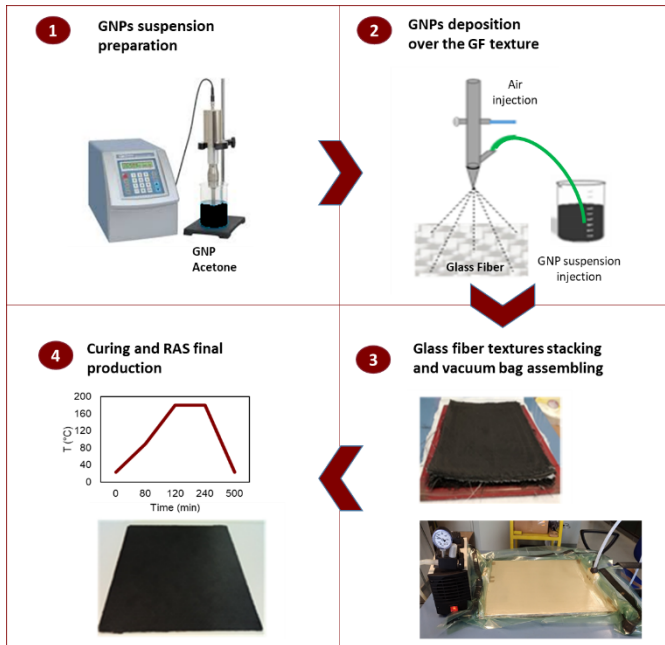 1
GNPs suspension
preparation
GNP
Acetone
2
GNPs deposition
over the GF texture
Air
injection
Glass Fiber
GNP suspension
injection
4
Curing and RAS final
production
T (°C)
200
160
120
80
40
0
0 80 120 240 500
Time (min)
3
Glass fiber textures stacking
and vacuum bag assembling